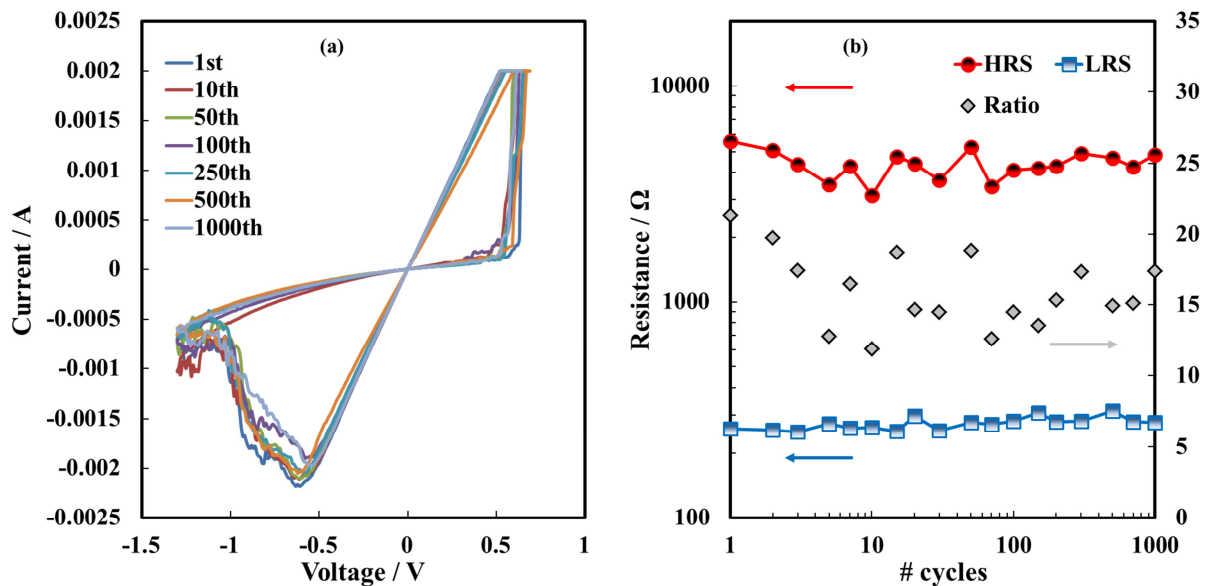 (a)
1st
10th
50th
100th
250th
500th
1000th
0.0025
0.002
0.0015
0.001
0.0005
0
-0.0005
-0.001
-0.0015
-0.002
-0.0025
Current / A
-1.5 -1 -0.5 0 0.5 1
Voltage / V
(b)
HRS LRS
Ratio
10000
1000
100
Resistance / Ω
35
30
25
20
15
10
5
0
1 10 100 1000
# cycles